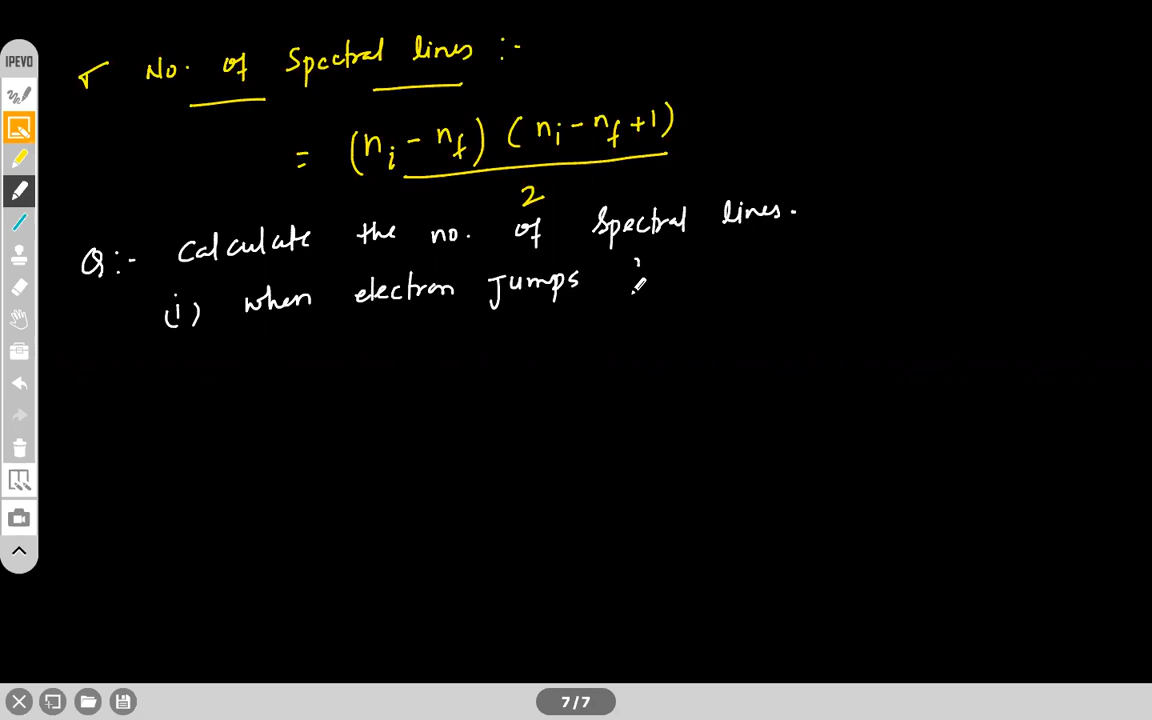 IPEVO
No. of Spectral lines :-
= (ni - nf) (ni - nf + 1)
2
Q:- Calculate the no. of Spectral lines.
(i) when electron Jumps
7/7